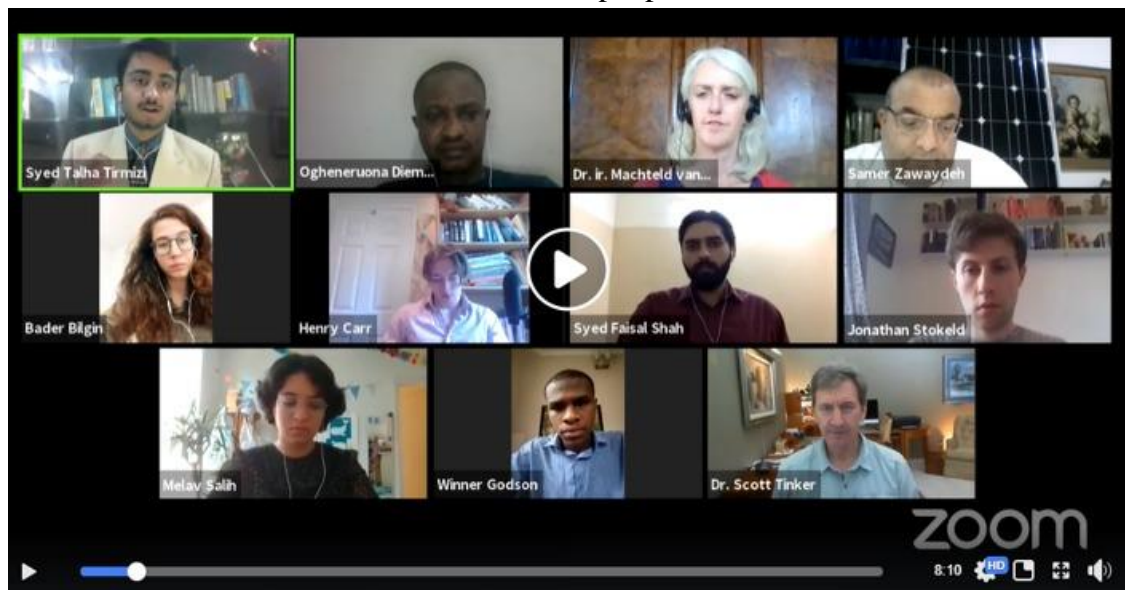 Syed Talha Tirmizi
Ogheneruona Diem...
Dr. ir. Machteld van...
Samer Zawaydeh
Bader Bilgin
Henry Carr
Syed Faisal Shah
Jonathan Stokeld
Melav Salih
Winner Godson
Dr. Scott Tinker
zoom
8:10
HD